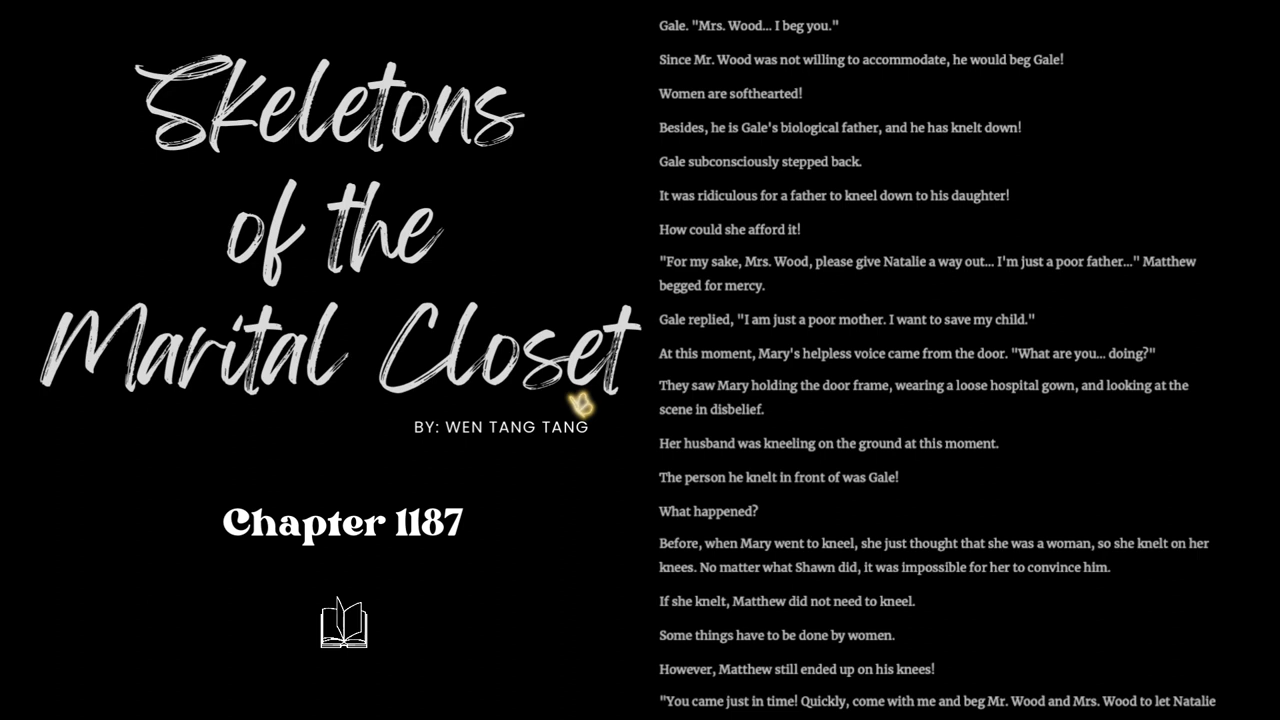 Skeletons
of the
Marital Closet
BY: WEN TANG TANG
Chapter 1187
Gale. "Mrs. Wood... I beg you."
Since Mr. Wood was not willing to accommodate, he would beg Gale!
Women are softhearted!
Besides, he is Gale's biological father, and he has knelt down!
Gale subconsciously stepped back.
It was ridiculous for a father to kneel down to his daughter!
How could she afford it!
"For my sake, Mrs. Wood, please give Natalie a way out... I'm just a poor father..." Matthew
begged for mercy.
Gale replied, "I am just a poor mother. I want to save my child."
At this moment, Mary's helpless voice came from the door. "What are you... doing?"
They saw Mary holding the door frame, wearing a loose hospital gown, and looking at the
scene in disbelief.
Her husband was kneeling on the ground at this moment.
The person he knelt in front of was Gale!
What happened?
Before, when Mary went to kneel, she just thought that she was a woman, so she knelt on her
knees. No matter what Shawn did, it was impossible for her to convince him.
If she knelt, Matthew did not need to kneel.
Some things have to be done by women.
However, Matthew still ended up on his knees!
"You came just in time! Quickly, come with me and beg Mr. Wood and Mrs. Wood to let Natalie